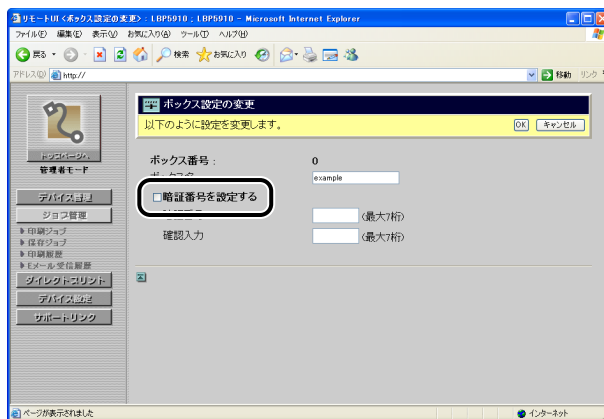 リモートUI <ボックス設定の変更> : LBP5910 ; LBP5910 - Microsoft Internet Explorer
ファイル(F) 編集(E) 表示(V) お気に入り(A) ツール(T) ヘルプ(H)
戻る 検索 お気に入り
アドレス(D) http:// 移動 リンク
ボックス設定の変更
以下のように設定を変更します。 OK キャンセル
トップページへ
管理者モード
デバイス管理
ジョブ管理
印刷ジョブ
保存ジョブ
印刷履歴
Eメール受信履歴
ダイレクトプリント
デバイス設定
サポートリンク
ボックス番号 : 0
example
暗証番号を設定する
(最大7桁)
確認入力 (最大7桁)
ページが表示されました インターネット